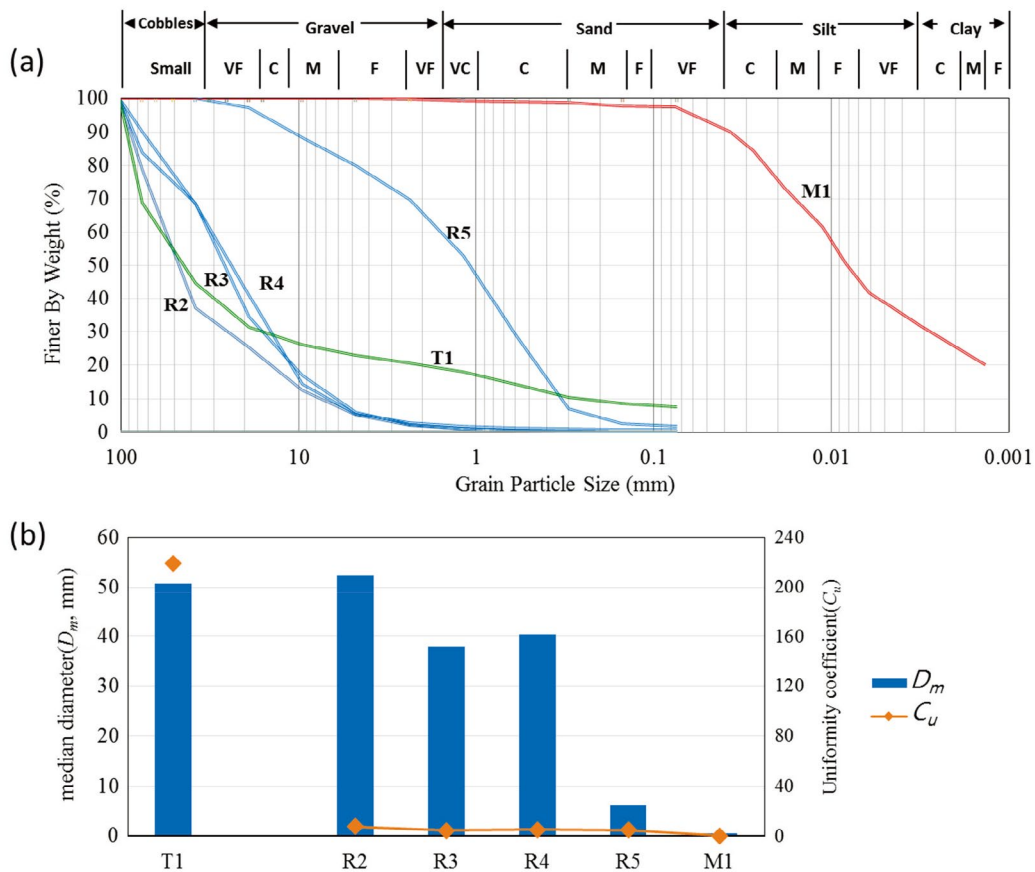 Cobbles Gravel Sand Silt Clay
(a)
Small VF C M F VF VC C M F VF C M F VF C M F
100
90
80
70
60
50
40
30
20
10
0
Finer By Weight (%)
M1
R5
R3
R4
R2
T1
100 10 1 0.1 0.01 0.001
Grain Particle Size (mm)
(b)
60
50
40
30
20
10
0
median diameter(Dm, mm)
240
200
160
120
80
40
0
Uniformity coefficient(Cu)
Dm
Cu
T1 R2 R3 R4 R5 M1